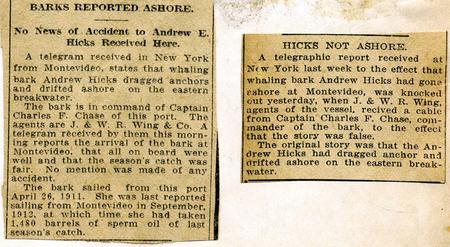 BARKS REPORTED ASHORE.
No News of Accident to Andrew E.
Hicks Received Here.
A telegram received in New York
from Montevideo, states that whaling
bark Andrew Hicks dragged anchors
and drifted ashore on the eastern
breakwater.
The bark is in command of Captain
Charles F. Chase of this port. The
agents are J. & W. R. Wing & Co. A
telegram received by them this morn-
ing reports the arrival of the bark at
Montevideo, that all on board were
well and that the season's catch was
fair. No mention was made of any
accident.
The bark sailed from this port
April 26, 1911. She was last reported
sailing from Montevideo in September,
1912, at which time she had taken
1,480 barrels of sperm oil of last
season's catch.
HICKS NOT ASHORE.
A telegraphic report received at
New York last week to the effect that
whaling bark Andrew Hicks had gone
ashore at Montevideo, was knocked
out yesterday, when J. & W. R. Wing,
agents of the vessel, recived a cable
from Captain Charles F. Chase, com-
mander of the bark, to the effect
that the story was false.
The original story was that the An-
drew Hicks had dragged anchor and
drifted ashore on the eastern break-
water.